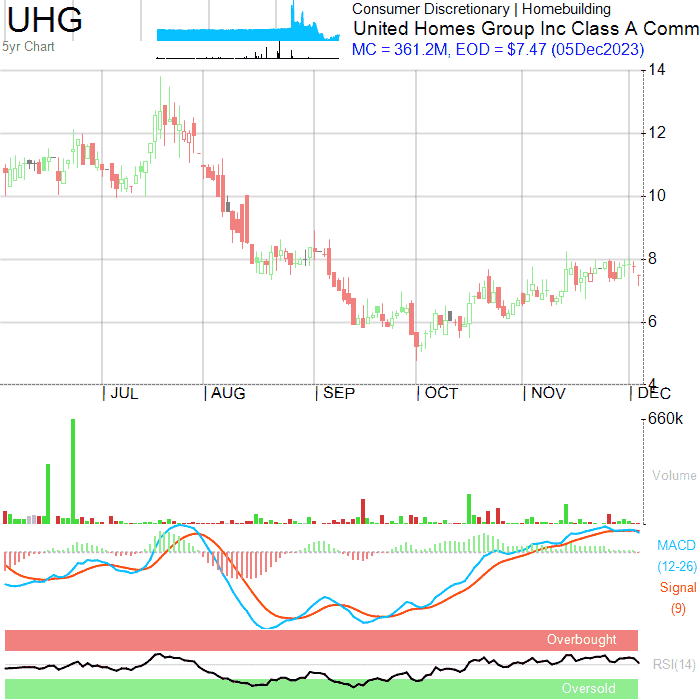 UHG
5yr Chart
Consumer Discretionary | Homebuilding
United Homes Group Inc Class A Comm
MC = 361.2M, EOD = $7.47 (05Dec2023)
14
12
10
8
6
4
JUL
AUG
SEP
OCT
NOV
DEC
660k
Volume
MACD
(12-26)
Signal
(9)
Overbought
RSI(14)
Oversold